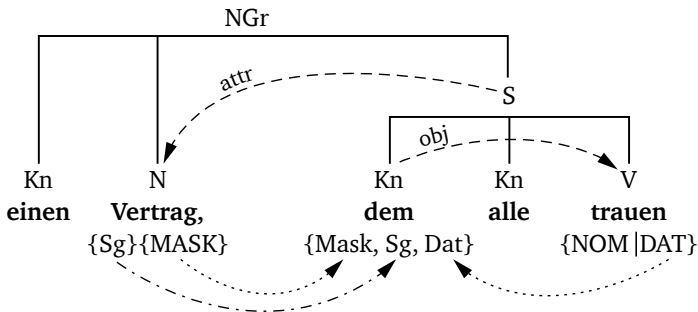 NGr
attr
S
obj
Kn N Kn Kn V
einen Vertrag, dem alle trauen
{Sg}{MASK} {Mask, Sg, Dat} {NOM |DAT}